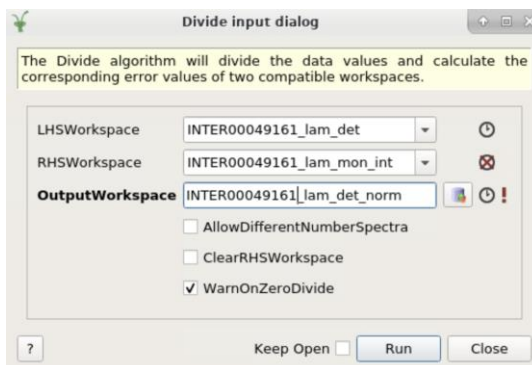 Divide input dialog
The Divide algorithm will divide the data values and calculate the
corresponding error values of two compatible workspaces.
LHSWorkspace INTER00049161_lam_det
RHSWorkspace INTER00049161_lam_mon_int
OutputWorkspace INTER00049161_lam_det_norm !
AllowDifferentNumberSpectra
ClearRHSWorkspace
WarnOnZeroDivide
? Keep Open Run Close